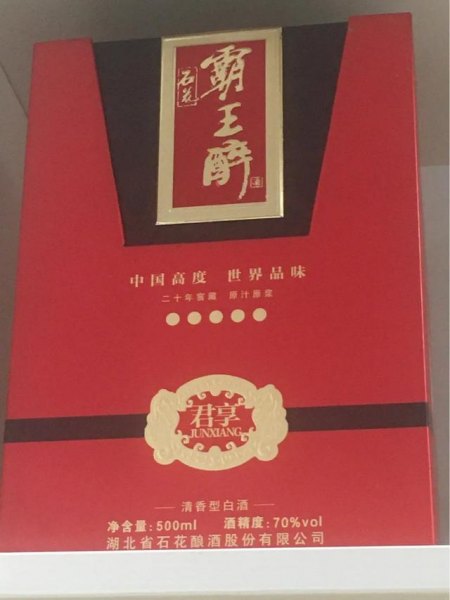 石花
霸王醉
酒
中国高度 世界品味
二十年窖藏 原汁原浆
君享
JUNXIANG
清香型白酒
净含量:500ml 酒精度:70%vol
湖北省石花酿酒股份有限公司